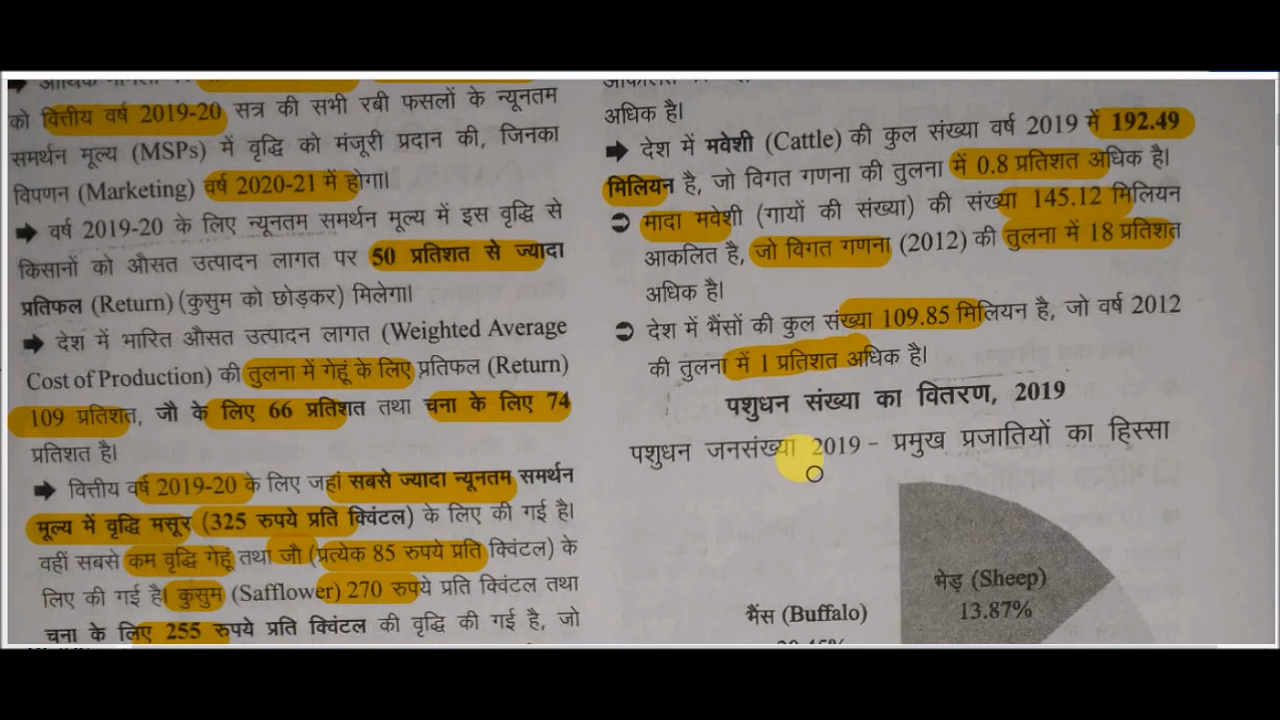 को वित्तीय वर्ष 2019-20 सत्र की सभी रबी फसलों के न्यूनतम
समर्थन मूल्य (MSPs) में वृद्धि को मंजूरी प्रदान की, जिनका
विपणन (Marketing) वर्ष 2020-21 में होगा।
➡ वर्ष 2019-20 के लिए न्यूनतम समर्थन मूल्य में इस वृद्धि से
किसानों को औसत उत्पादन लागत पर 50 प्रतिशत से ज्यादा
प्रतिफल (Return) (कुसुम को छोड़कर) मिलेगा।
➡ देश में भारित औसत उत्पादन लागत (Weighted Average
Cost of Production) की तुलना में गेहूं के लिए प्रतिफल (Return)
109 प्रतिशत, जौ के लिए 66 प्रतिशत तथा चना के लिए 74
प्रतिशत है।
➡ वित्तीय वर्ष 2019-20 के लिए जहां सबसे ज्यादा न्यूनतम समर्थन
मूल्य में वृद्धि मसूर (325 रुपये प्रति क्विंटल) के लिए की गई है।
वहीं सबसे कम वृद्धि गेहूं तथा जौ (प्रत्येक 85 रुपये प्रति क्विंटल) के
लिए की गई है। कुसुम (Safflower) 270 रुपये प्रति क्विंटल तथा
चना के लिए 255 रुपये प्रति क्विंटल की वृद्धि की गई है, जो
अधिक है।
➡ देश में मवेशी (Cattle) की कुल संख्या वर्ष 2019 में 192.49
मिलियन है, जो विगत गणना की तुलना में 0.8 प्रतिशत अधिक है।
➲ मादा मवेशी (गायों की संख्या) की संख्या 145.12 मिलियन
आकलित है, जो विगत गणना (2012) की तुलना में 18 प्रतिशत
अधिक है।
➲ देश में भैंसों की कुल संख्या 109.85 मिलियन है, जो वर्ष 2012
की तुलना में 1 प्रतिशत अधिक है।
पशुधन संख्या का वितरण, 2019
पशुधन जनसंख्या 2019 - प्रमुख प्रजातियों का हिस्सा
भेड़ (Sheep)
13.87%
भैंस (Buffalo)